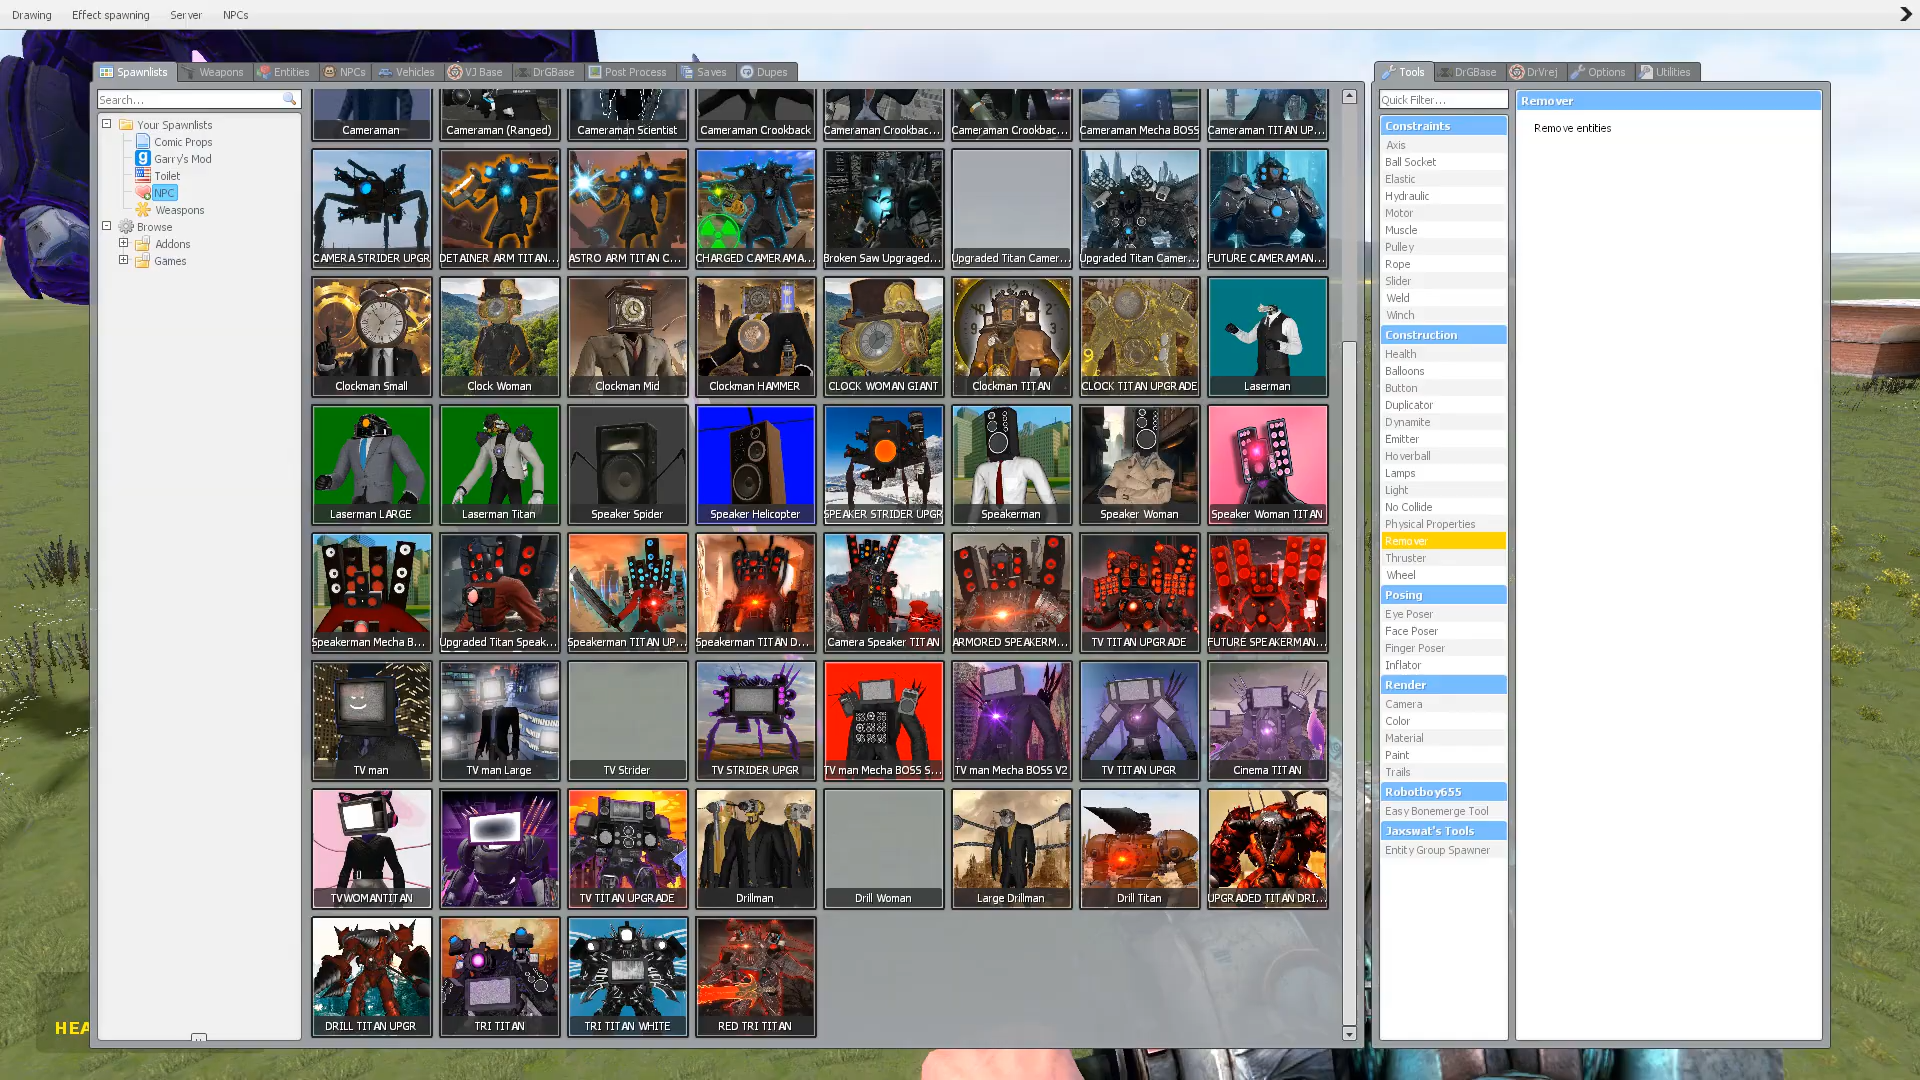 Drawing Effect spawning Server NPCs
Spawnlists Weapons Entities NPCs Vehicles VJ Base DrGBase Post Process Saves Dupes
Search...
Your Spawnlists
Comic Props
Garry's Mod
Toilet
NPC
Weapons
Browse
Addons
Games
Cameraman Cameraman (Ranged) Cameraman Scientist Cameraman Crookback Cameraman Crookbac... Cameraman Crookbac... Cameraman Mecha BOSS Cameraman TITAN UP...
CAMERA STRIDER UPGR DETAINER ARM TITAN... ASTRO ARM TITAN C... CHARGED CAMERAMA... Broken Saw Upgraged... Upgraded Titan Camer... Upgraded Titan Camer... FUTURE CAMERAMAN...
Clockman Small Clock Woman Clockman Mid Clockman HAMMER CLOCK WOMAN GIANT Clockman TITAN CLOCK TITAN UPGRADE Laserman
Laserman LARGE Laserman Titan Speaker Spider Speaker Helicopter SPEAKER STRIDER UPGR Speakerman Speaker Woman Speaker Woman TITAN
Speakerman Mecha B... Upgraded Titan Speak... Speakerman TITAN UP... Speakerman TITAN D... Camera Speaker TITAN ARMORED SPEAKERM... TV TITAN UPGRADE FUTURE SPEAKERMAN...
TV man TV man Large TV Strider TV STRIDER UPGR TV man Mecha BOSS S... TV man Mecha BOSS V2 TV TITAN UPGR Cinema TITAN
TVWOMANTITAN TV TITAN UPGRADE Drillman Drill Woman Large Drillman Drill Titan UPGRADED TITAN DRI...
DRILL TITAN UPGR TRI TITAN TRI TITAN WHITE RED TRI TITAN
HEA
Tools DrGBase DrVrej Options Utilities
Quick Filter...
Constraints
Axis
Ball Socket
Elastic
Hydraulic
Motor
Muscle
Pulley
Rope
Slider
Weld
Winch
Construction
Health
Balloons
Button
Duplicator
Dynamite
Emitter
Hoverball
Lamps
Light
No Collide
Physical Properties
Remover
Thruster
Wheel
Posing
Eye Poser
Face Poser
Finger Poser
Inflator
Render
Camera
Color
Material
Paint
Trails
Robotboy655
Easy Bonemerge Tool
Jaxswat's Tools
Entity Group Spawner
Remover
Remove entities